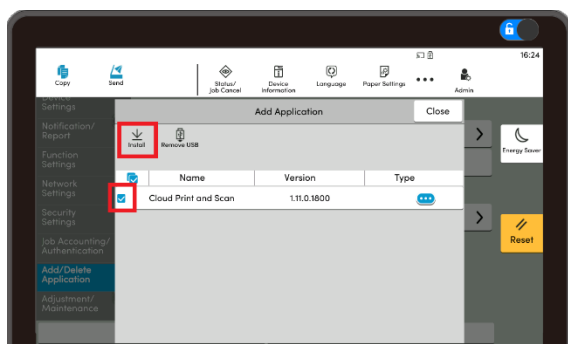 16:24
Copy
Send
Status/
Job Cancel
Device
Information
Language
Paper Settings
Admin
Device
Settings
Notification/
Report
Function
Settings
Network
Settings
Security
Settings
Job Accounting/
Authentication
Add/Delete
Application
Adjustment/
Maintenance
Add Application
Close
Install
Remove USB
Name
Version
Type
Cloud Print and Scan
1.11.0.1800
Energy Saver
Reset